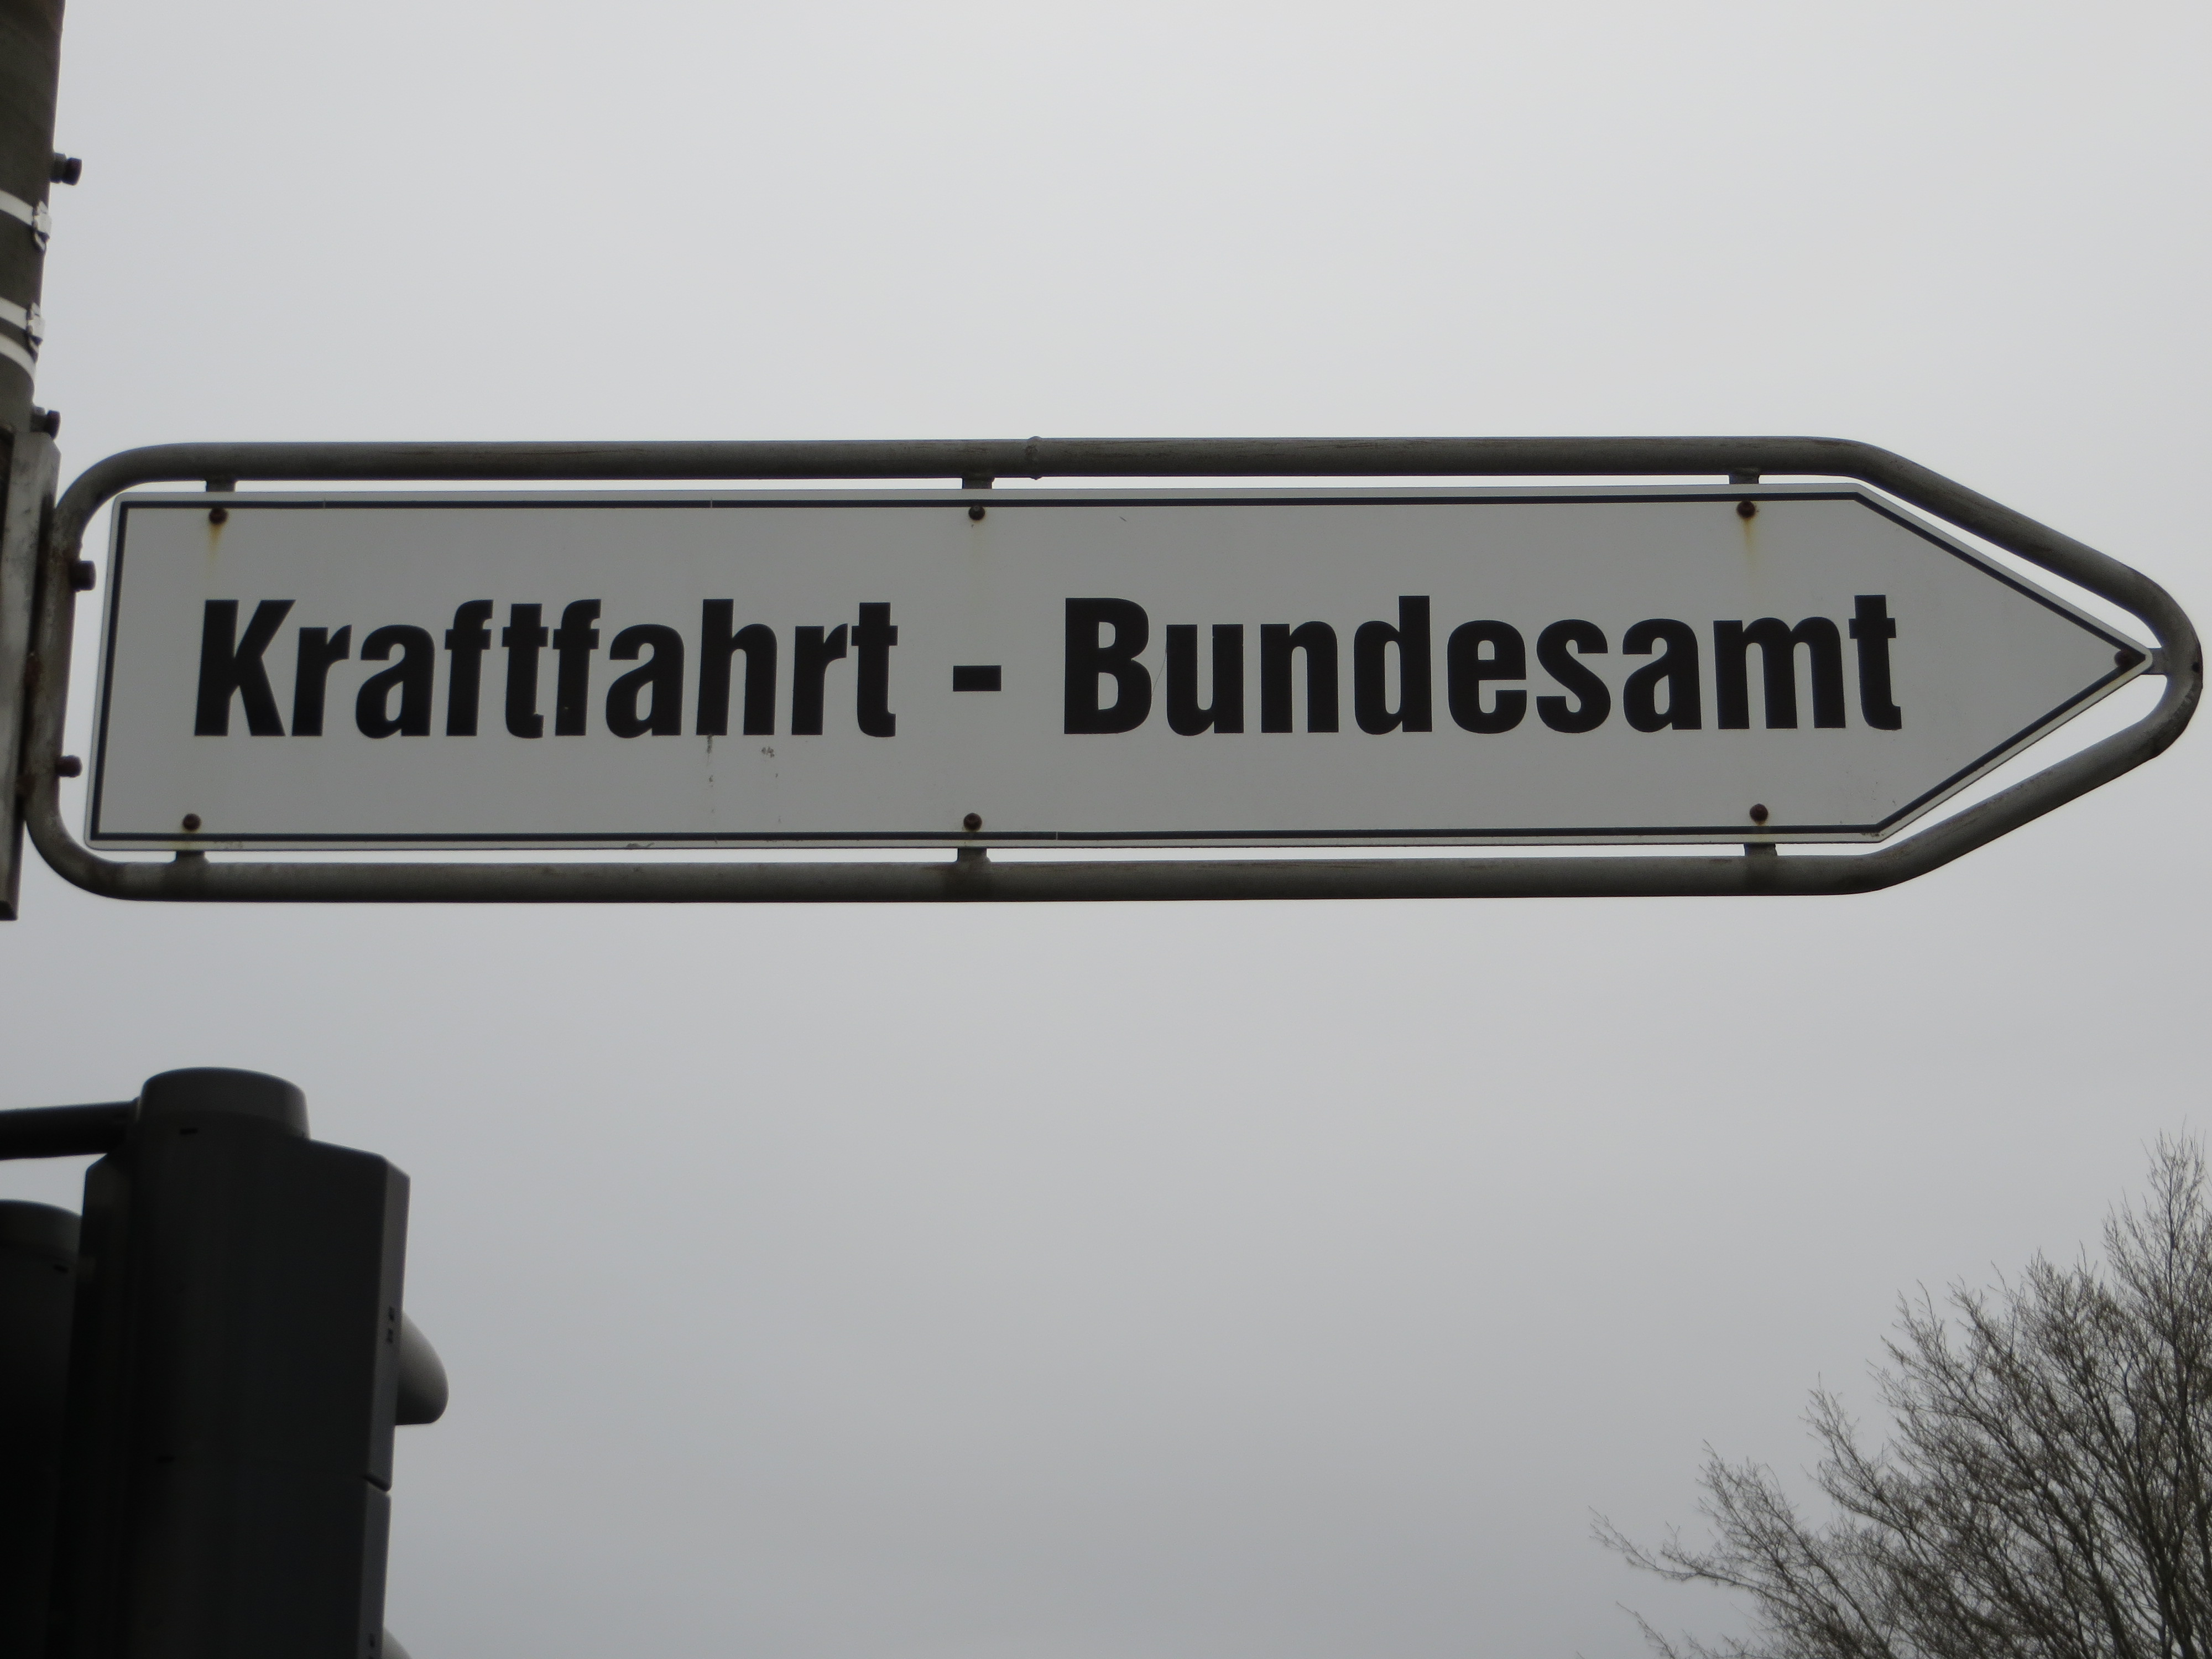 Kraftfahrt - Bundesamt